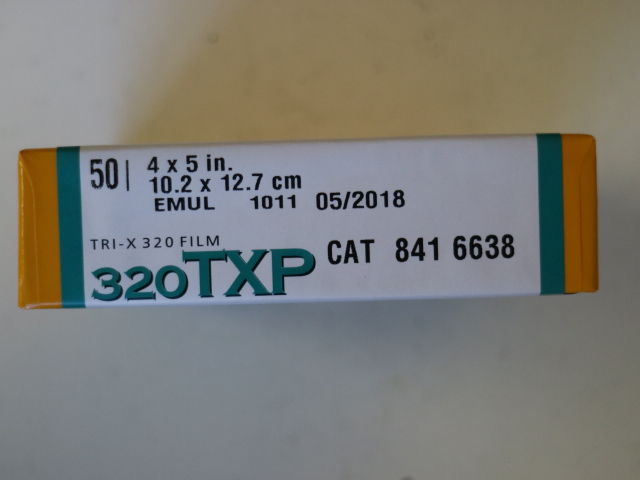 50 | 4 x 5 in.
10.2 x 12.7 cm
EMUL 1011 05/2018
TRI-X 320 FILM
320TXP CAT 841 6638